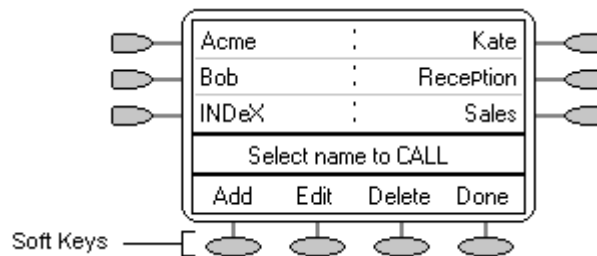 Acme : Kate
Bob : RecePtion
INDeX : Sales
Select name to CALL
Add Edit Delete Done
Soft Keys